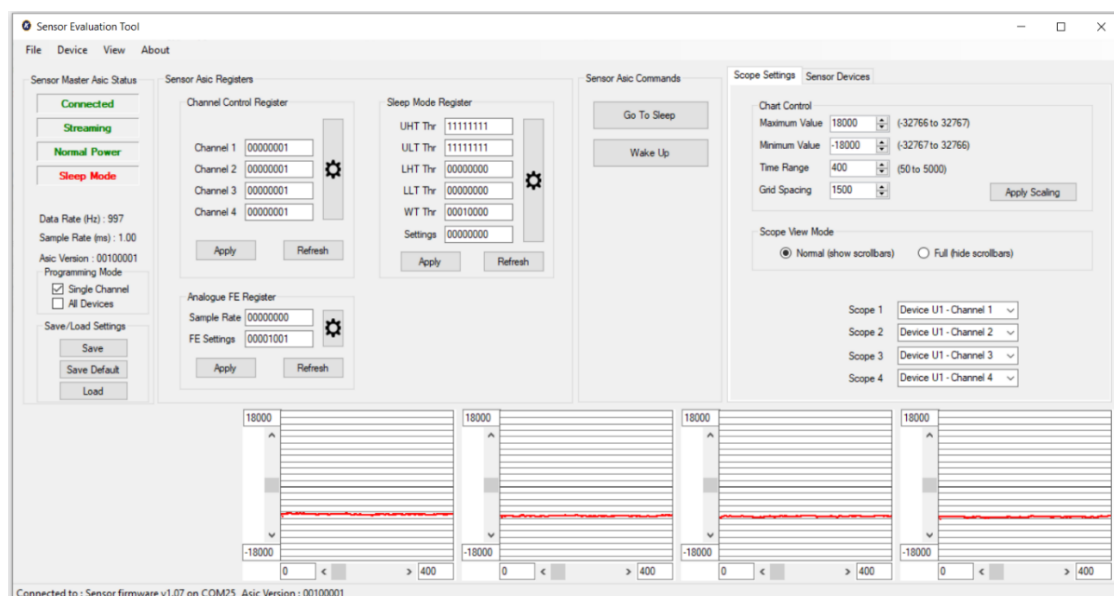 Sensor Evaluation Tool
File Device View About
Sensor Master Asic Status
Connected
Streaming
Normal Power
Sleep Mode
Data Rate (Hz) : 997
Sample Rate (ms) : 1.00
Asic Version : 00100001
Programming Mode
Single Channel
All Devices
Save/Load Settings
Save
Save Default
Load
Sensor Asic Registers
Channel Control Register
Channel 1 00000001
Channel 2 00000001
Channel 3 00000001
Channel 4 00000001
Apply Refresh
Analogue FE Register
Sample Rate 00000000
FE Settings 00001001
Apply Refresh
Sleep Mode Register
UHT Thr 11111111
ULT Thr 11111111
LHT Thr 00000000
LLT Thr 00000000
WT Thr 00010000
Settings 00000000
Apply Refresh
Sensor Asic Commands
Go To Sleep
Wake Up
Scope Settings Sensor Devices
Chart Control
Maximum Value 18000 (-32766 to 32767)
Minimum Value -18000 (-32767 to 32766)
Time Range 400 (50 to 5000)
Grid Spacing 1500 Apply Scaling
Scope View Mode
Normal (show scrollbars) Full (hide scrollbars)
Scope 1 Device U1 - Channel 1
Scope 2 Device U1 - Channel 2
Scope 3 Device U1 - Channel 3
Scope 4 Device U1 - Channel 4
18000 18000 18000 18000
-18000 -18000 -18000 -18000
0 < > 400 0 < > 400 0 < > 400 0 < > 400
Connected to : Sensor firmware v1.07 on COM25 Asic Version : 00100001